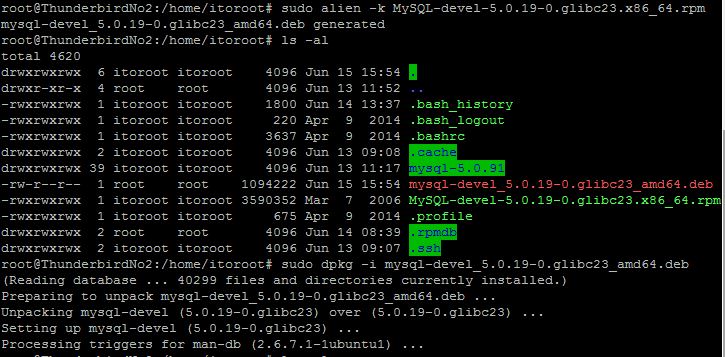 root@ThunderbirdNo2:/home/itoroot# sudo alien -k MySQL-devel-5.0.19-0.glibc23.x86_64.rpm
mysql-devel_5.0.19-0.glibc23_amd64.deb generated
root@ThunderbirdNo2:/home/itoroot# ls -al
total 4620
drwxrwxrwx  6 itoroot itoroot    4096 Jun 15 15:54 .
drwxr-xr-x  4 root    root       4096 Jun 13 11:52 ..
-rwxrwxrwx  1 itoroot itoroot    1800 Jun 14 13:37 .bash_history
-rwxrwxrwx  1 itoroot itoroot     220 Apr  9  2014 .bash_logout
-rwxrwxrwx  1 itoroot itoroot    3637 Apr  9  2014 .bashrc
drwxrwxrwx  2 itoroot itoroot    4096 Jun 13 09:08 .cache
drwxrwxrwx 39 itoroot itoroot    4096 Jun 13 11:17 mysql-5.0.91
-rw-r--r--  1 root    root    1094222 Jun 15 15:54 mysql-devel_5.0.19-0.glibc23_amd64.deb
-rwxrwxrwx  1 itoroot itoroot 3590352 Mar  7  2006 MySQL-devel-5.0.19-0.glibc23.x86_64.rpm
-rwxrwxrwx  1 itoroot itoroot     675 Apr  9  2014 .profile
drwxrwxrwx  2 root    root       4096 Jun 14 08:39 .rpmdb
drwxrwxrwx  2 itoroot itoroot    4096 Jun 13 09:07 .ssh
root@ThunderbirdNo2:/home/itoroot# sudo dpkg -i mysql-devel_5.0.19-0.glibc23_amd64.deb
(Reading database ... 40299 files and directories currently installed.)
Preparing to unpack mysql-devel_5.0.19-0.glibc23_amd64.deb ...
Unpacking mysql-devel (5.0.19-0.glibc23) over (5.0.19-0.glibc23) ...
Setting up mysql-devel (5.0.19-0.glibc23) ...
Processing triggers for man-db (2.6.7.1-1ubuntu1) ...